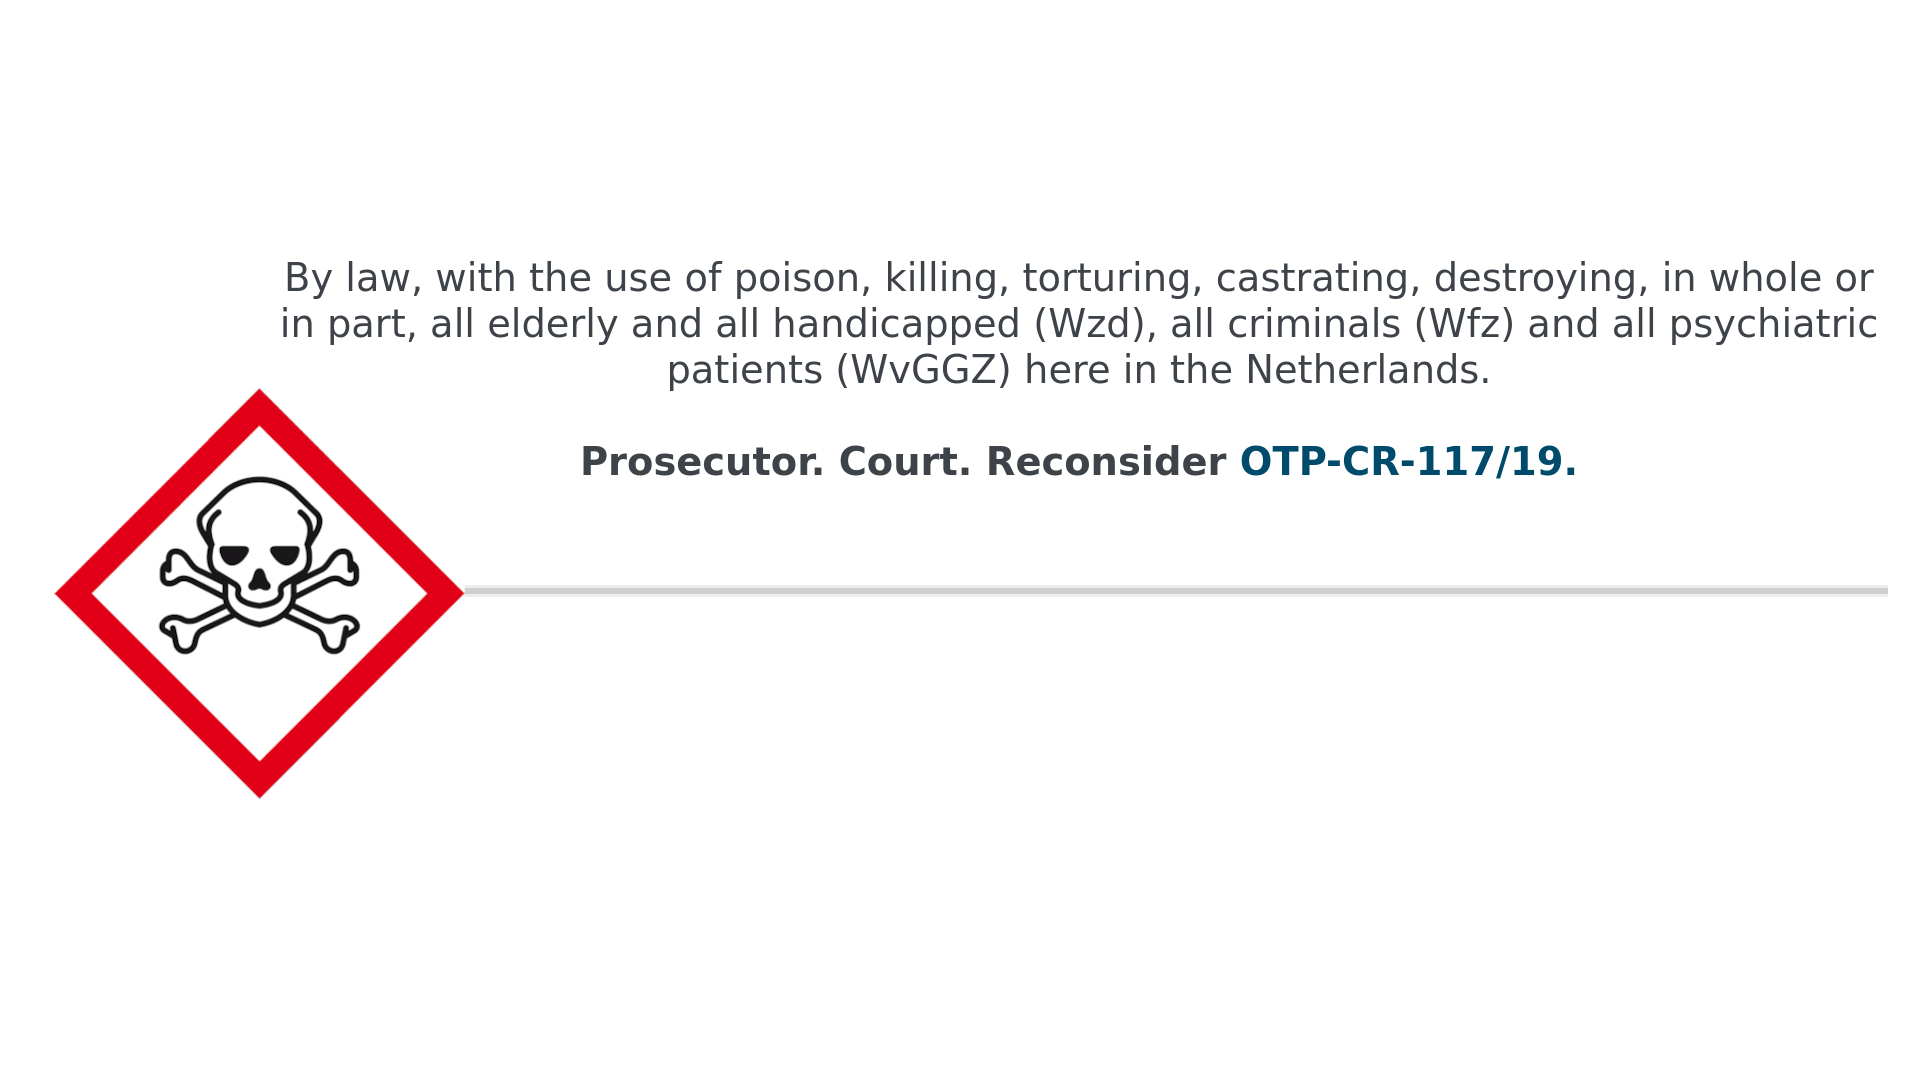 By law, with the use of poison, killing, torturing, castrating, destroying, in whole or
in part, all elderly and all handicapped (Wzd), all criminals (Wfz) and all psychiatric
patients (WvGGZ) here in the Netherlands.
Prosecutor. Court. Reconsider OTP-CR-117/19.